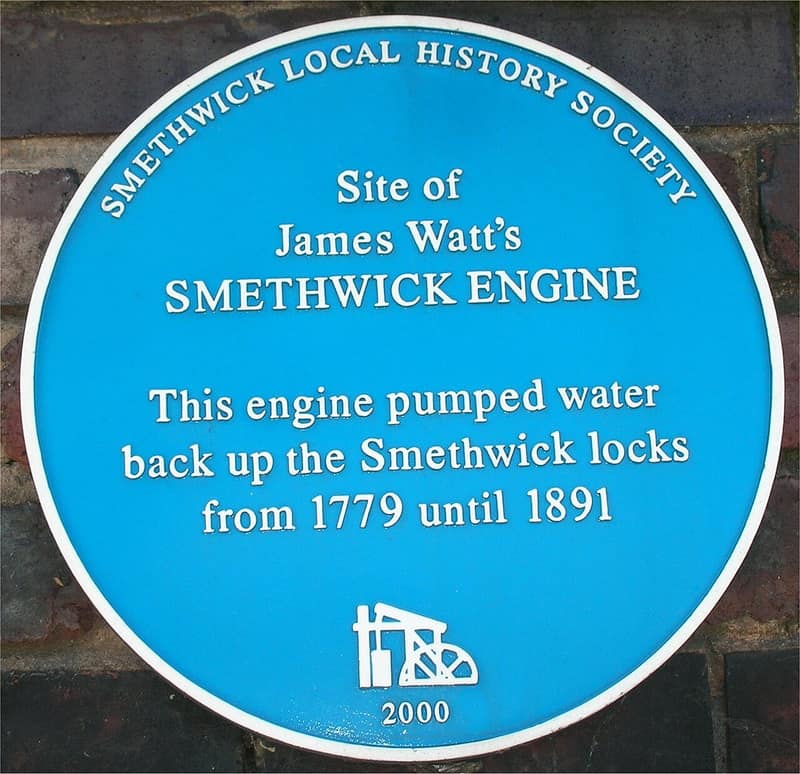 SMETHWICK LOCAL HISTORY SOCIETY
Site of
James Watt's
SMETHWICK ENGINE
This engine pumped water
back up the Smethwick locks
from 1779 until 1891
2000